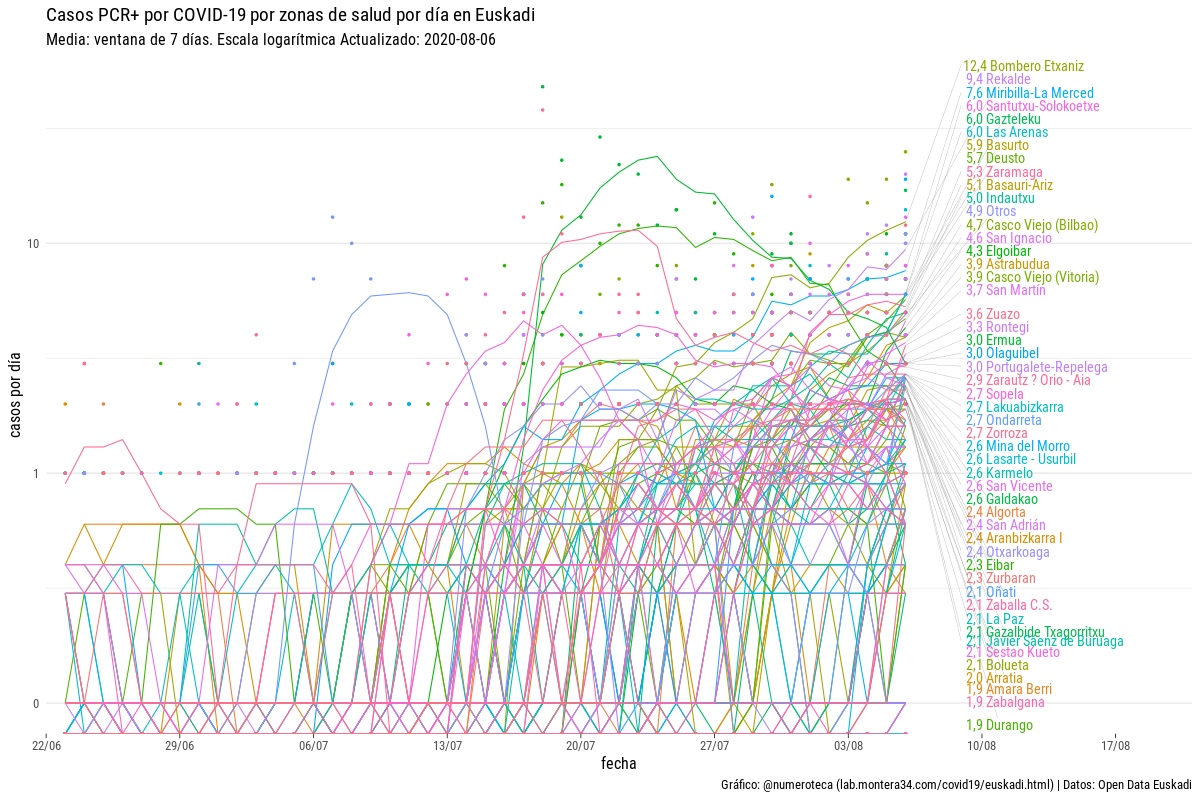 Casos PCR+ por COVID-19 por zonas de salud por día en Euskadi
Media: ventana de 7 días. Escala logarítmica Actualizado: 2020-08-06
casos por día
10
1
0
12,4 Bombero Etxaniz
9,4 Rekalde
7,6 Miribilla-La Merced
6,0 Santutxu-Solokoetxe
6,0 Gazteleku
6,0 Las Arenas
5,9 Basurto
5,7 Deusto
5,3 Zaramaga
5,1 Basauri-Ariz
5,0 Indautxu
4,9 Otros
4,7 Casco Viejo (Bilbao)
4,6 San Ignacio
4,3 Elgoibar
3,9 Astrabudua
3,9 Casco Viejo (Vitoria)
3,7 San Martín
3,6 Zuazo
3,3 Rontegi
3,0 Ermua
3,0 Olaguibel
3,0 Portugalete-Repelega
2,9 Zarautz ? Orio - Aia
2,7 Sopela
2,7 Lakuabizkarra
2,7 Ondarreta
2,7 Zorroza
2,6 Mina del Morro
2,6 Lasarte - Usurbil
2,6 Karmelo
2,6 San Vicente
2,6 Galdakao
2,4 Algorta
2,4 San Adrián
2,4 Aranbizkarra I
2,4 Otxarkoaga
2,3 Eibar
2,3 Zurbaran
2,1 Oñati
2,1 Zaballa C.S.
2,1 La Paz
2,1 Gazalbide Txagorritxu
2,1 Javier Sáenz de Buruaga
2,1 Sestao Kueto
2,1 Bolueta
2,0 Arratia
1,9 Amara Berri
1,9 Zabalgana
1,9 Durango
22/06
29/06
06/07
13/07
20/07
27/07
03/08
10/08
17/08
fecha
Gráfico: @numeroteca (lab.montera34.com/covid19/euskadi.html) | Datos: Open Data Euskadi